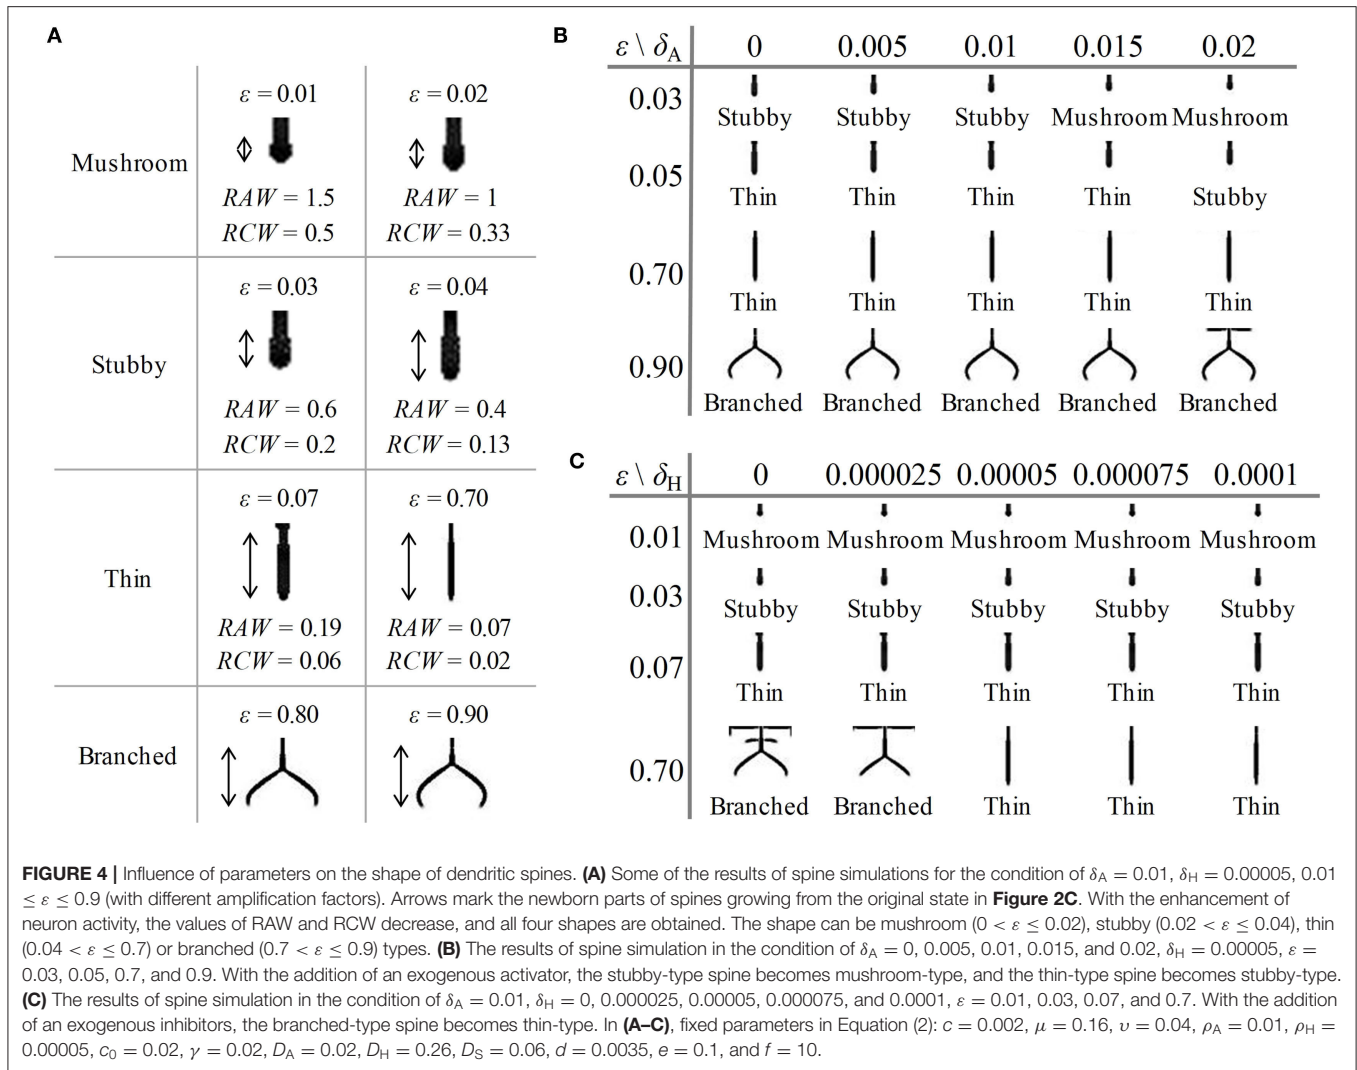 A
Mushroom
ε = 0.01
ε = 0.02
RAW = 1.5
RAW = 1
RCW = 0.5
RCW = 0.33
Stubby
ε = 0.03
ε = 0.04
RAW = 0.6
RAW = 0.4
RCW = 0.2
RCW = 0.13
Thin
ε = 0.07
ε = 0.70
RAW = 0.19
RAW = 0.07
RCW = 0.06
RCW = 0.02
Branched
ε = 0.80
ε = 0.90
B
ε \ δA 0 0.005 0.01 0.015 0.02
0.03
Stubby Stubby Stubby Mushroom Mushroom
0.05
Thin Thin Thin Thin Stubby
0.70
Thin Thin Thin Thin Thin
0.90
Branched Branched Branched Branched Branched
C
ε \ δH 0 0.000025 0.00005 0.000075 0.0001
0.01
Mushroom Mushroom Mushroom Mushroom Mushroom
0.03
Stubby Stubby Stubby Stubby Stubby
0.07
Thin Thin Thin Thin Thin
0.70
Branched Branched Thin Thin Thin
FIGURE 4 | Influence of parameters on the shape of dendritic spines. (A) Some of the results of spine simulations for the condition of δA = 0.01, δH = 0.00005, 0.01
≤ ε ≤ 0.9 (with different amplification factors). Arrows mark the newborn parts of spines growing from the original state in Figure 2C. With the enhancement of
neuron activity, the values of RAW and RCW decrease, and all four shapes are obtained. The shape can be mushroom (0 < ε ≤ 0.02), stubby (0.02 < ε ≤ 0.04), thin
(0.04 < ε ≤ 0.7) or branched (0.7 < ε ≤ 0.9) types. (B) The results of spine simulation in the condition of δA = 0, 0.005, 0.01, 0.015, and 0.02, δH = 0.00005, ε =
0.03, 0.05, 0.7, and 0.9. With the addition of an exogenous activator, the stubby-type spine becomes mushroom-type, and the thin-type spine becomes stubby-type.
(C) The results of spine simulation in the condition of δA = 0.01, δH = 0, 0.000025, 0.00005, 0.000075, and 0.0001, ε = 0.01, 0.03, 0.07, and 0.7. With the addition
of an exogenous inhibitors, the branched-type spine becomes thin-type. In (A–C), fixed parameters in Equation (2): c = 0.002, μ = 0.16, υ = 0.04, ρA = 0.01, ρH =
0.00005, c0 = 0.02, γ = 0.02, DA = 0.02, DH = 0.26, DS = 0.06, d = 0.0035, e = 0.1, and f = 10.